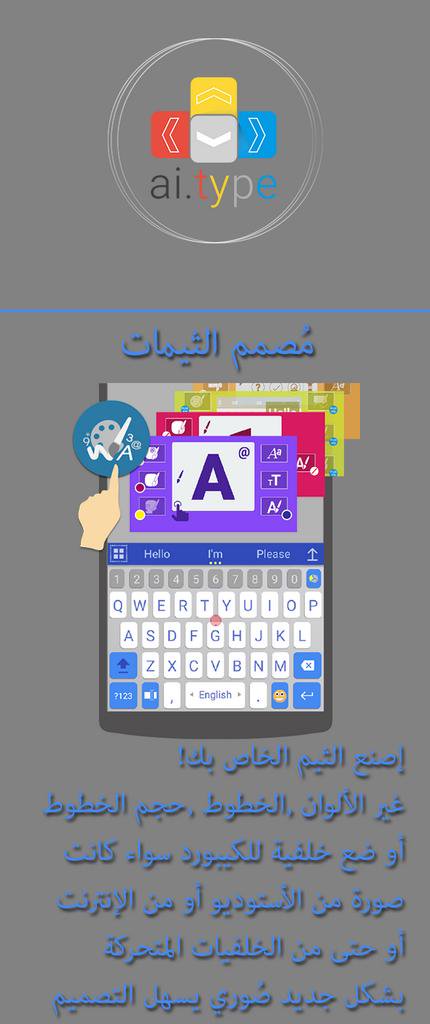 ai.type
مُصمم الثيمات
A @
Aa
TT
A
Hello I'm Please
1 2 3 4 5 6 7 8 9 0
Q W E R T Y U I O P
A S D F G H J K L
Z X C V B N M
?123 , English .
إصنع الثيم الخاص بك!
غير الألوان ,الخطوط ,حجم الخطوط
أو ضع خلفية للكيبورد سواء كانت
صورة من الأستوديو أو من الإنترنت
أو حتى من الخلفيات المتحركة
بشكل جديد صُوري يسهل التصميم